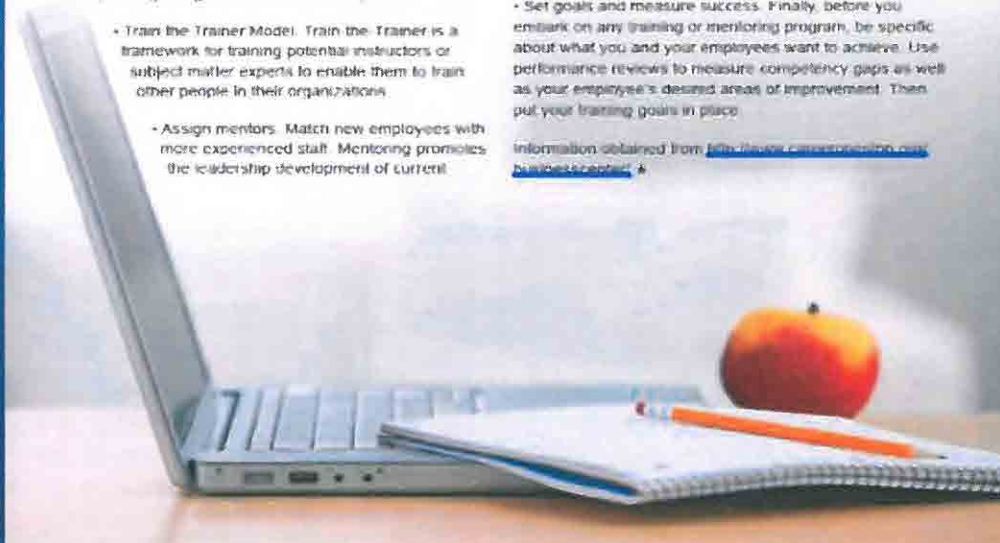 • Train the Trainer Model. Train the Trainer is a
framework for training potential instructors or
subject matter experts to enable them to train
other people in their organizations.
• Assign mentors. Match new employees with
more experienced staff. Mentoring promotes
the leadership development of current
• Set goals and measure success. Finally, before you
embark on any training or mentoring program, be specific
about what you and your employees want to achieve. Use
performance reviews to measure competency gaps as well
as your employee's desired areas of improvement. Then
put your training goals in place.
Information obtained from
businesscenter/ ★